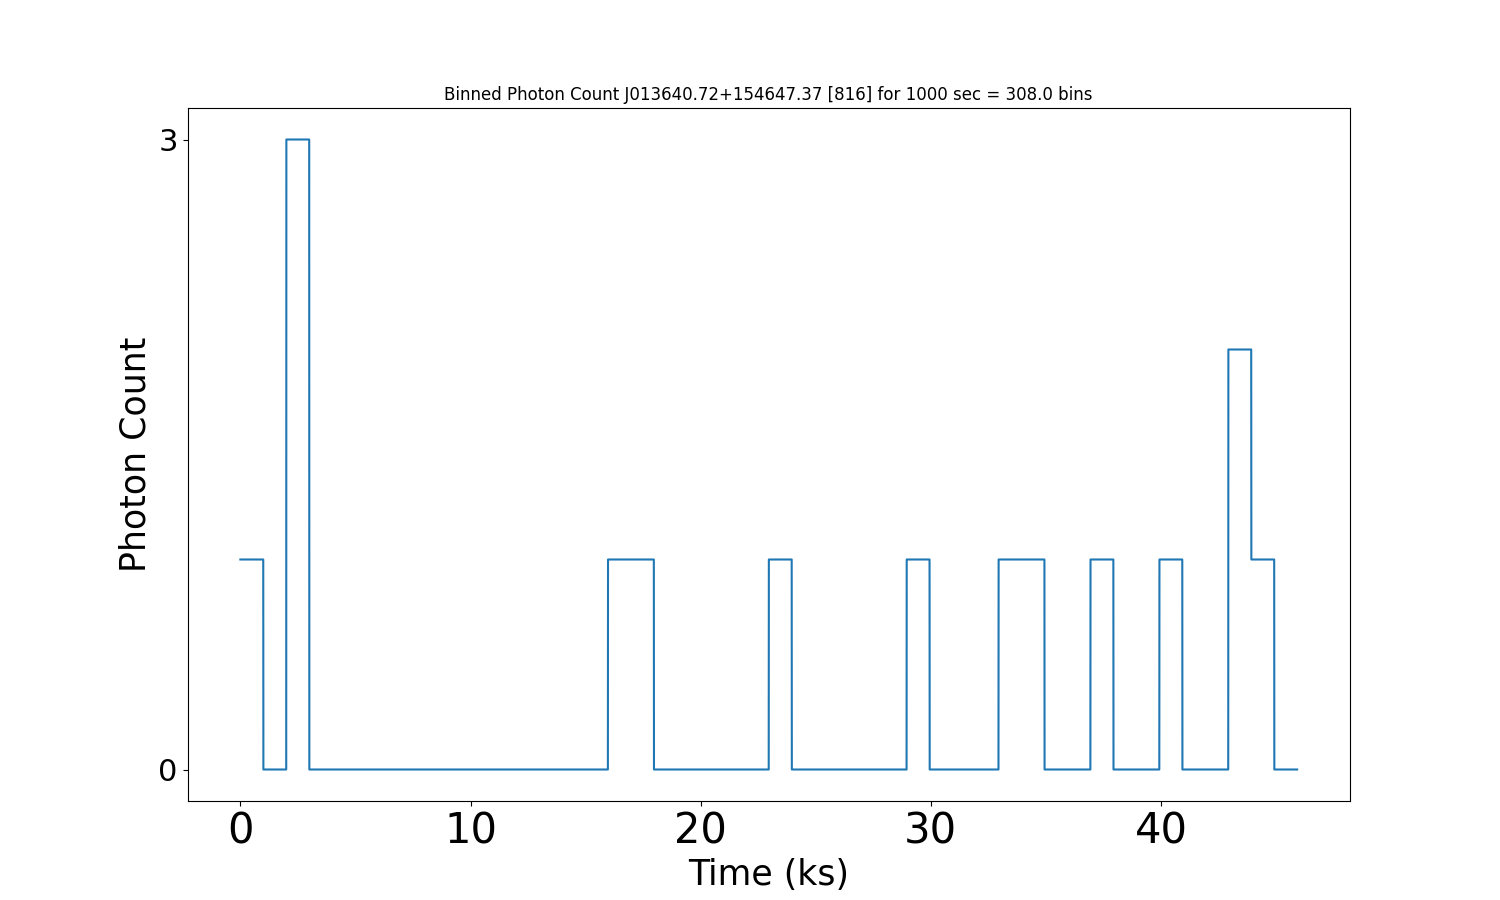 Binned Photon Count J013640.72+154647.37 [816] for 1000 sec = 308.0 bins
3
Photon Count
0
0 10 20 30 40
Time (ks)